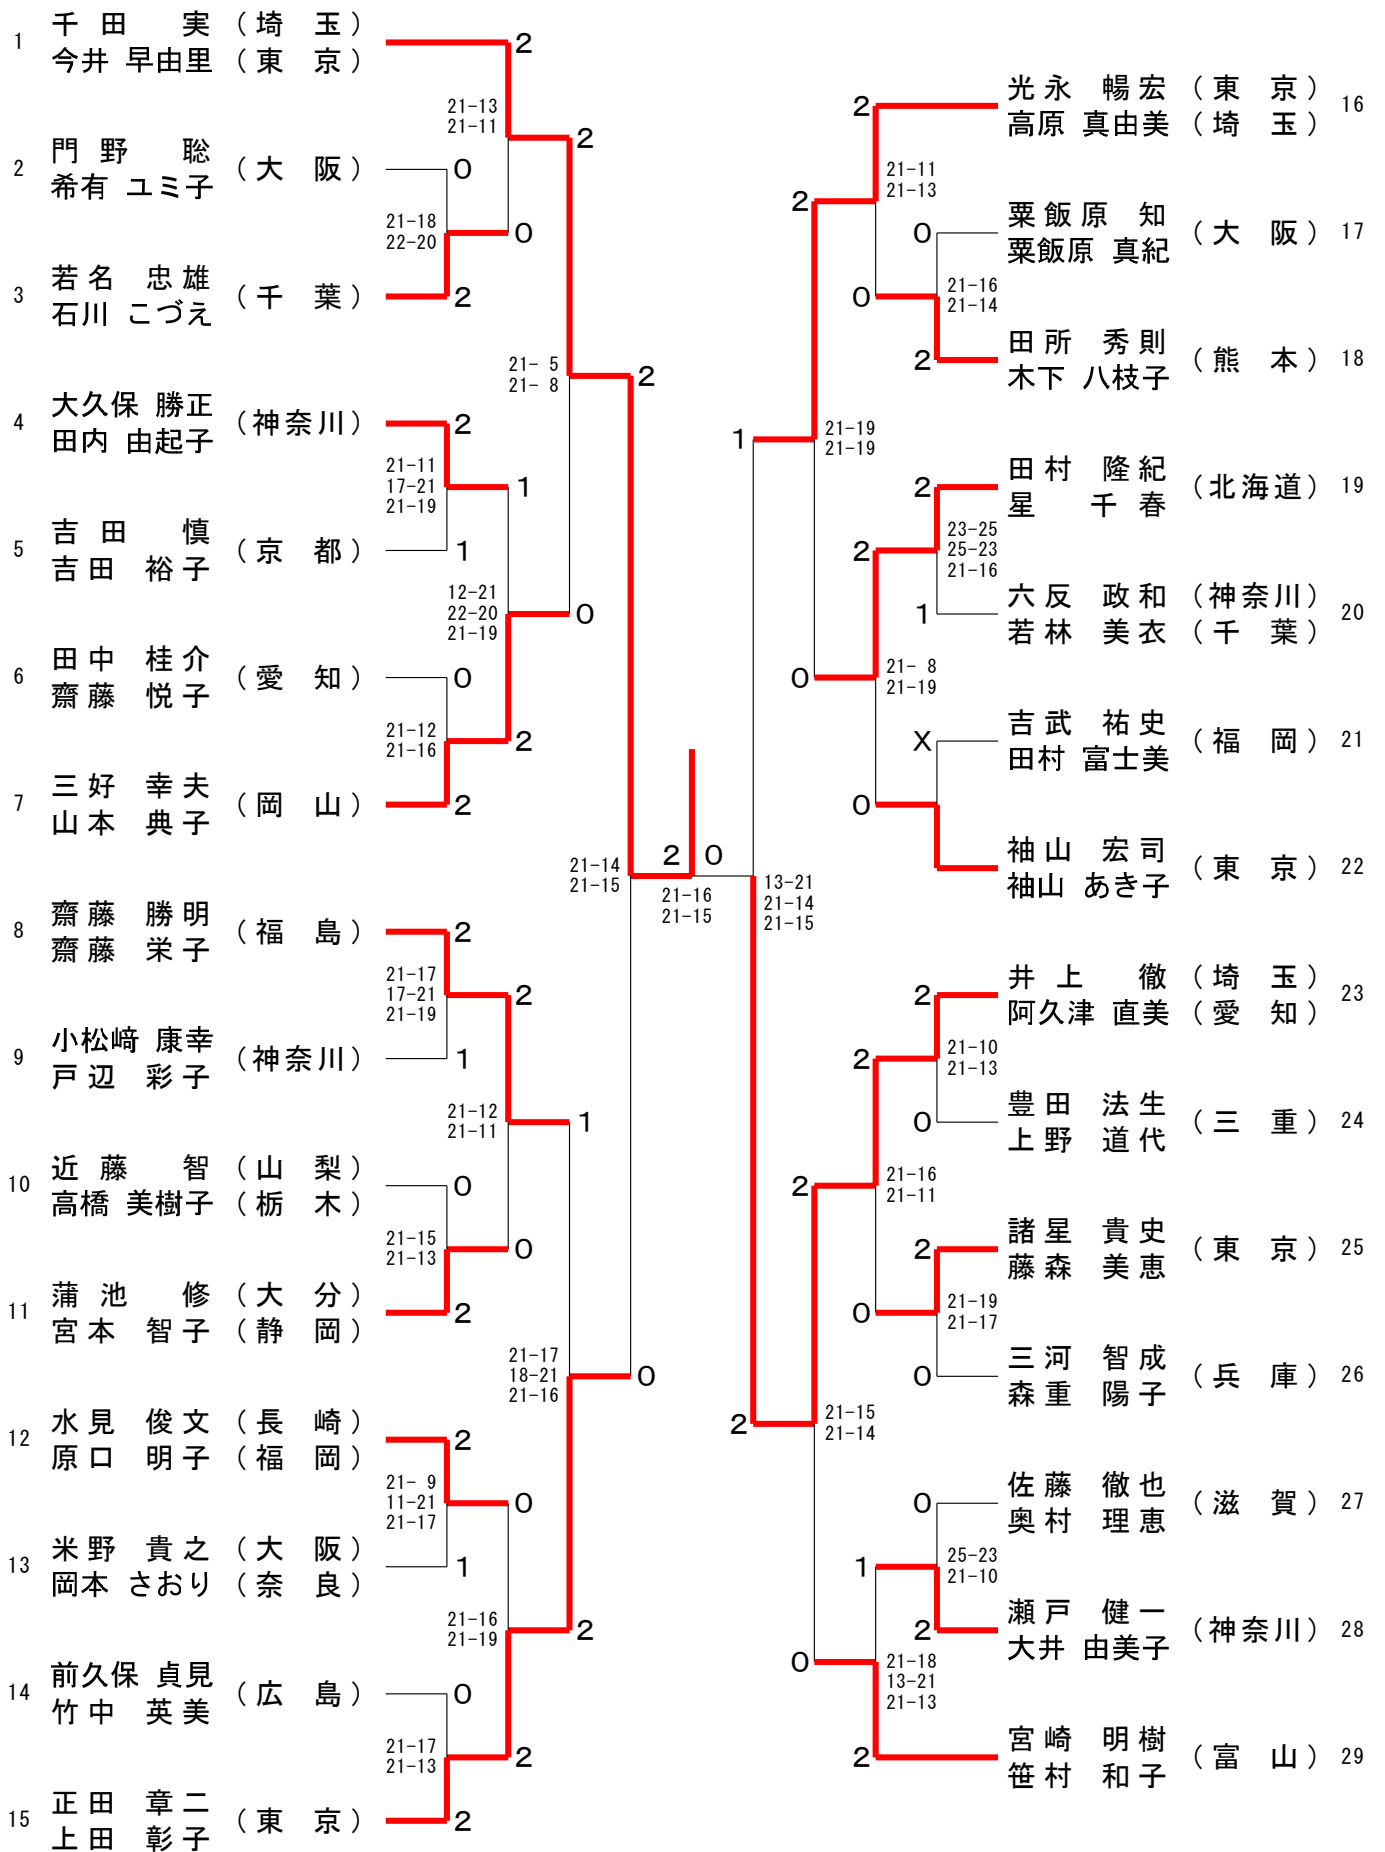 1 千田 実 (埼 玉)
今井 早由里 (東 京)
2
21-13
21-11
2
2 門野 聡
希有 ユミ子 (大 阪)
0
21-18
22-20
0
3 若名 忠雄
石川 こづえ (千 葉)
2
21- 5
21- 8
2
4 大久保 勝正
田内 由起子 (神奈川)
2
21-11
17-21
21-19
1
5 吉田 慎
吉田 裕子 (京 都)
1
12-21
22-20
21-19
0
6 田中 桂介
齋藤 悦子 (愛 知)
0
21-12
21-16
2
7 三好 幸夫
山本 典子 (岡 山)
2
21-14
21-15
2 0
21-16
21-15
8 齋藤 勝明
齋藤 栄子 (福 島)
2
21-17
17-21
21-19
2
9 小松﨑 康幸
戸辺 彩子 (神奈川)
1
21-12
21-11
1
10 近藤 智 (山 梨)
高橋 美樹子 (栃 木)
0
21-15
21-13
0
11 蒲池 修 (大 分)
宮本 智子 (静 岡)
2
21-17
18-21
21-16
0
12 水見 俊文 (長 崎)
原口 明子 (福 岡)
2
21- 9
11-21
21-17
0
13 米野 貴之 (大 阪)
岡本 さおり (奈 良)
1
21-16
21-19
2
14 前久保 貞見
竹中 英美 (広 島)
0
21-17
21-13
2
15 正田 章二
上田 彰子 (東 京)
2
光永 暢宏 (東 京) 16
高原 真由美 (埼 玉)
2
21-11
21-13
2
粟飯原 知
粟飯原 真紀 (大 阪) 17
0
21-16
21-14
0
田所 秀則
木下 八枝子 (熊 本) 18
2
21-19
21-19
1
田村 隆紀
星 千春 (北海道) 19
2
23-25
25-23
21-16
2
六反 政和 (神奈川) 20
若林 美衣 (千 葉)
1
21- 8
21-19
0
吉武 祐史
田村 富士美 (福 岡) 21
X
0
袖山 宏司
袖山 あき子 (東 京) 22
13-21
21-14
21-15
井上 徹 (埼 玉) 23
阿久津 直美 (愛 知)
2
21-10
21-13
2
豊田 法生
上野 道代 (三 重) 24
0
21-16
21-11
2
諸星 貴史
藤森 美恵 (東 京) 25
2
21-19
21-17
0
三河 智成
森重 陽子 (兵 庫) 26
0
21-15
21-14
2
佐藤 徹也
奥村 理恵 (滋 賀) 27
0
25-23
21-10
1
瀬戸 健一
大井 由美子 (神奈川) 28
2
21-18
13-21
21-13
0
宮崎 明樹
笹村 和子 (富 山) 29
2